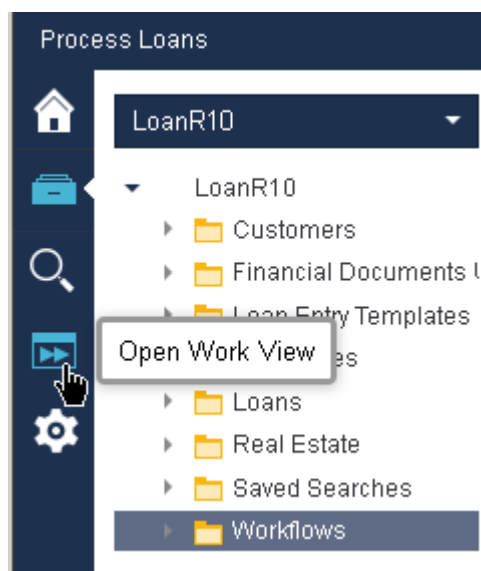 Process Loans
LoanR10
LoanR10
Customers
Financial Documents
Loan Entry Templates
Open Work View
Loans
Real Estate
Saved Searches
Workflows